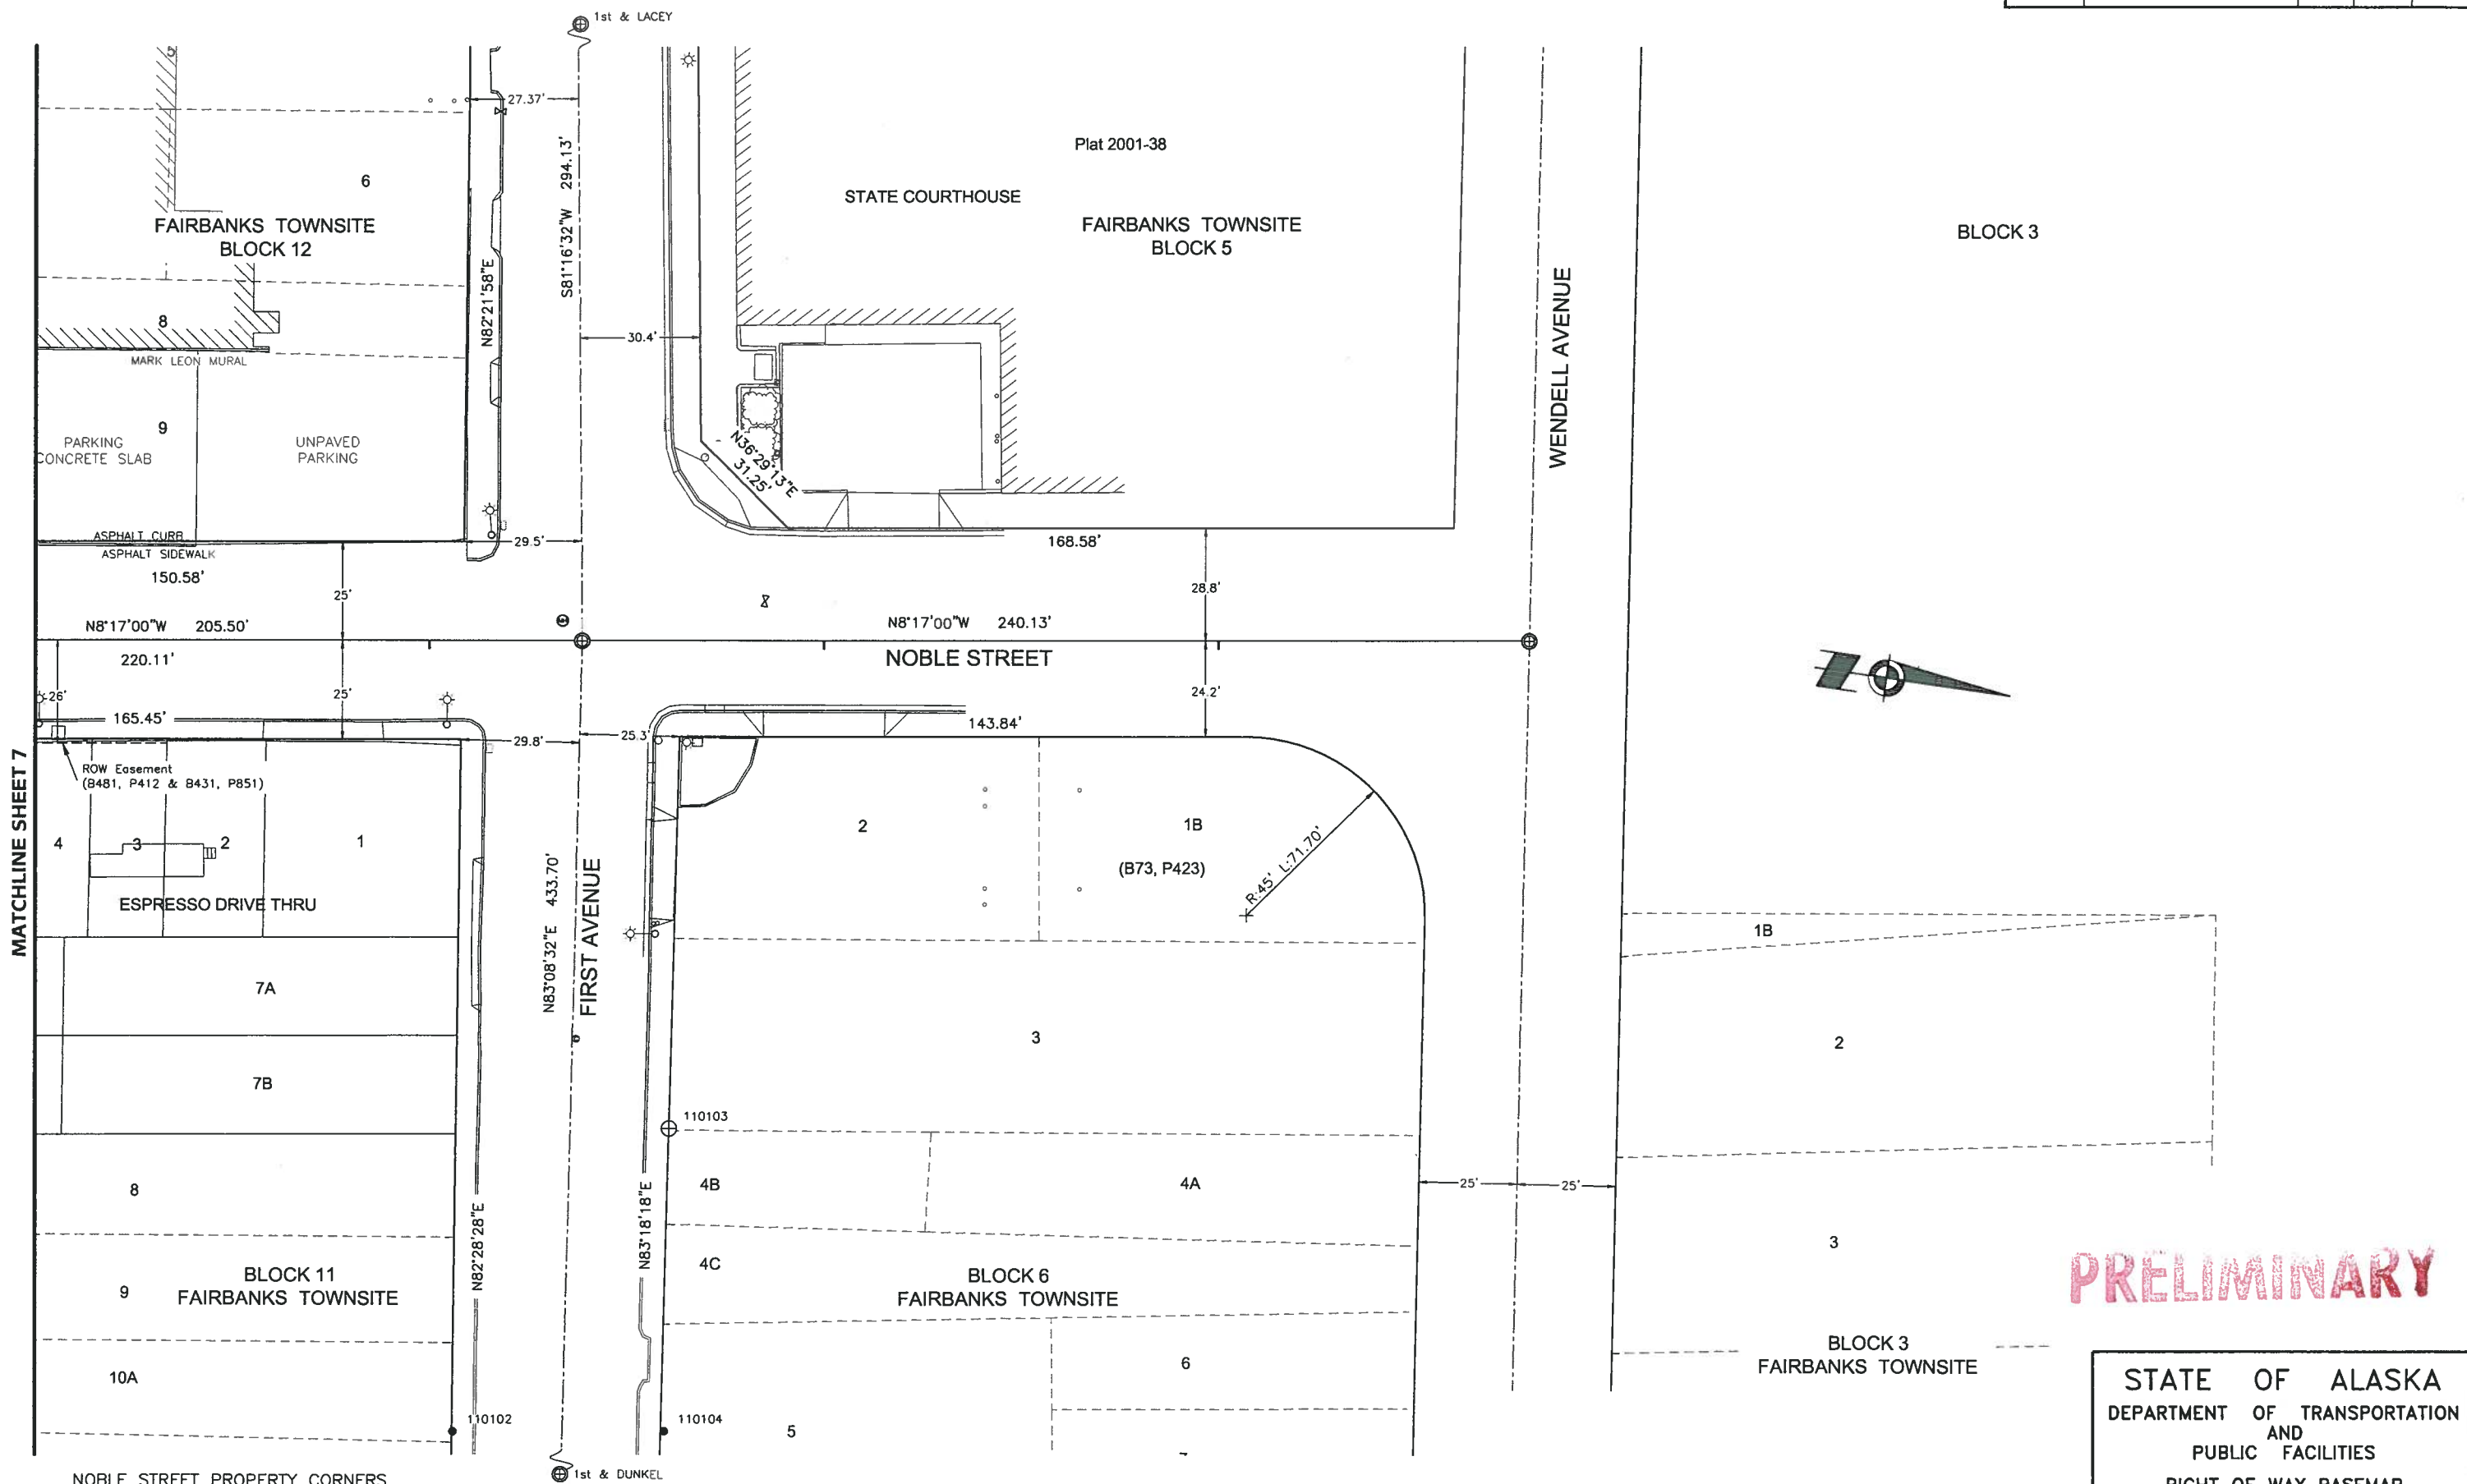 1st & LACEY
5
27.37'
S81°16'32"W 294.13'
Plat 2001-38
6
STATE COURTHOUSE
FAIRBANKS TOWNSITE
BLOCK 12
FAIRBANKS TOWNSITE
BLOCK 5
BLOCK 3
N82°21'58"E
8
30.4'
MARK LEON MURAL
WENDELL AVENUE
9
PARKING
CONCRETE SLAB
UNPAVED
PARKING
N36°29'13"E
31.25'
ASPHALT CURB
ASPHALT SIDEWALK
29.5'
168.58'
150.58'
25'
28.8'
N8°17'00"W 205.50'
N8°17'00"W 240.13'
220.11'
NOBLE STREET
26'
25'
24.2'
165.45'
143.84'
29.8'
25.3'
MATCHLINE SHEET 7
ROW Easement
(B481, P412 & B431, P851)
4
3
2
1
2
1B
(B73, P423)
R:45' L:71.70'
ESPRESSO DRIVE THRU
N83°08'32"E 433.70'
FIRST AVENUE
1B
7A
3
2
7B
110103
8
4B
4A
25'
25'
N82°28'28"E
N83°18'18"E
3
4C
BLOCK 11
FAIRBANKS TOWNSITE
9
BLOCK 6
FAIRBANKS TOWNSITE
PRELIMINARY
BLOCK 3
FAIRBANKS TOWNSITE
6
10A
110102
110104
5
STATE OF ALASKA
DEPARTMENT OF TRANSPORTATION
AND
PUBLIC FACILITIES
RIGHT OF WAY BASEMAP
1st & DUNKEL
NOBLE STREET PROPERTY CORNERS